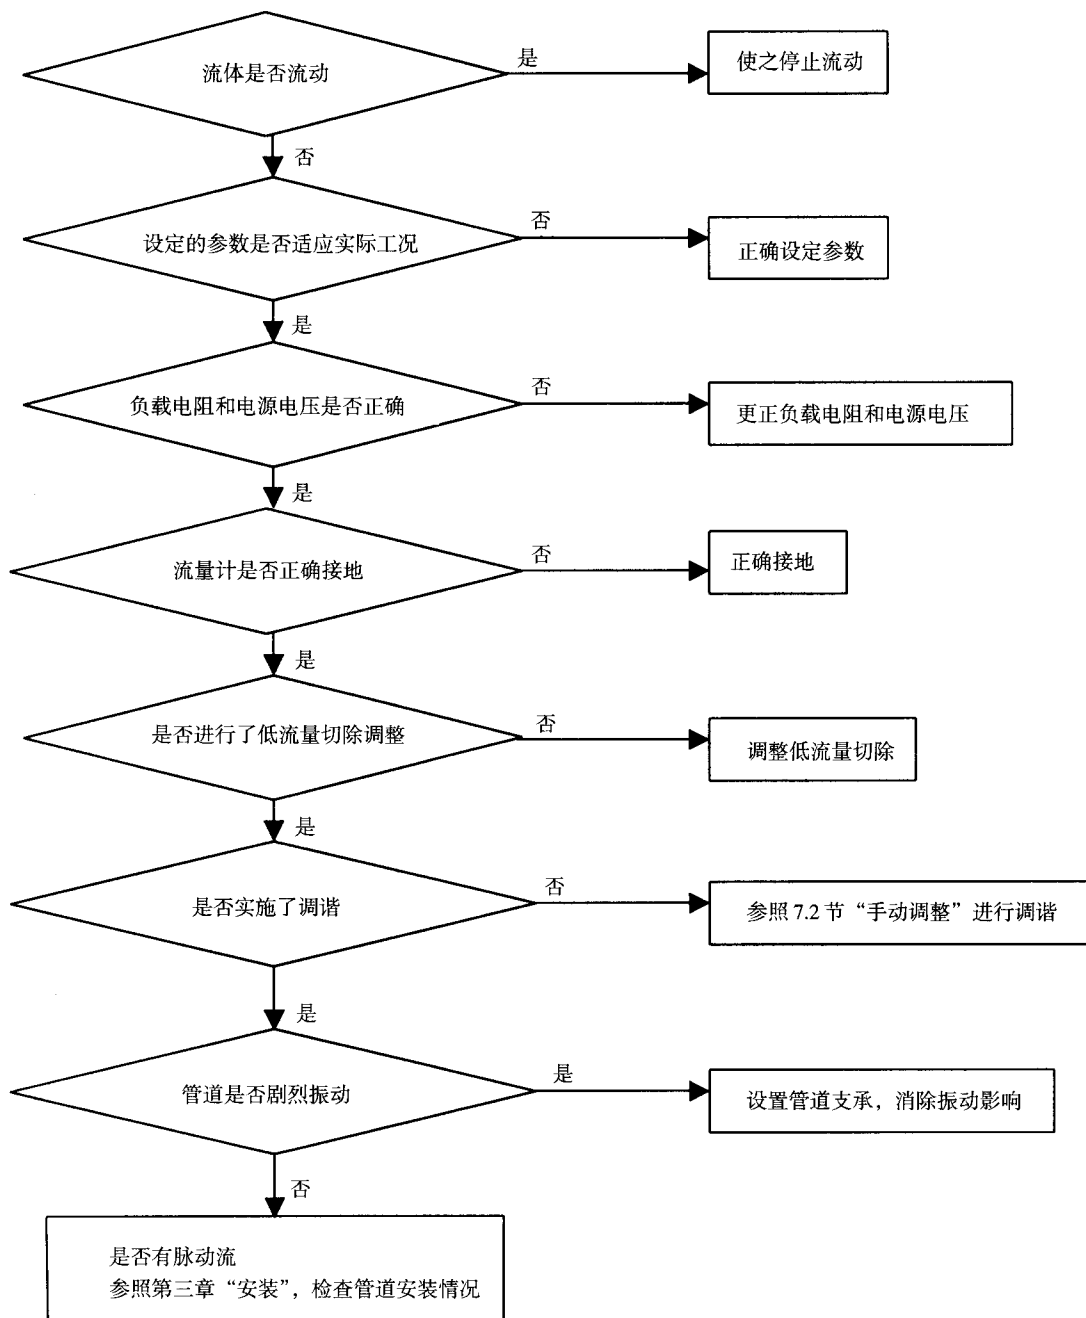 流体是否流动
是
使之停止流动
否
设定的参数是否适应实际工况
否
正确设定参数
是
负载电阻和电源电压是否正确
否
更正负载电阻和电源电压
是
流量计是否正确接地
否
正确接地
是
是否进行了低流量切除调整
否
调整低流量切除
是
是否实施了调谐
否
参照 7.2 节“手动调整”进行调谐
是
管道是否剧烈振动
是
设置管道支承，消除振动影响
否
是否有脉动流
参照第三章“安装”，检查管道安装情况